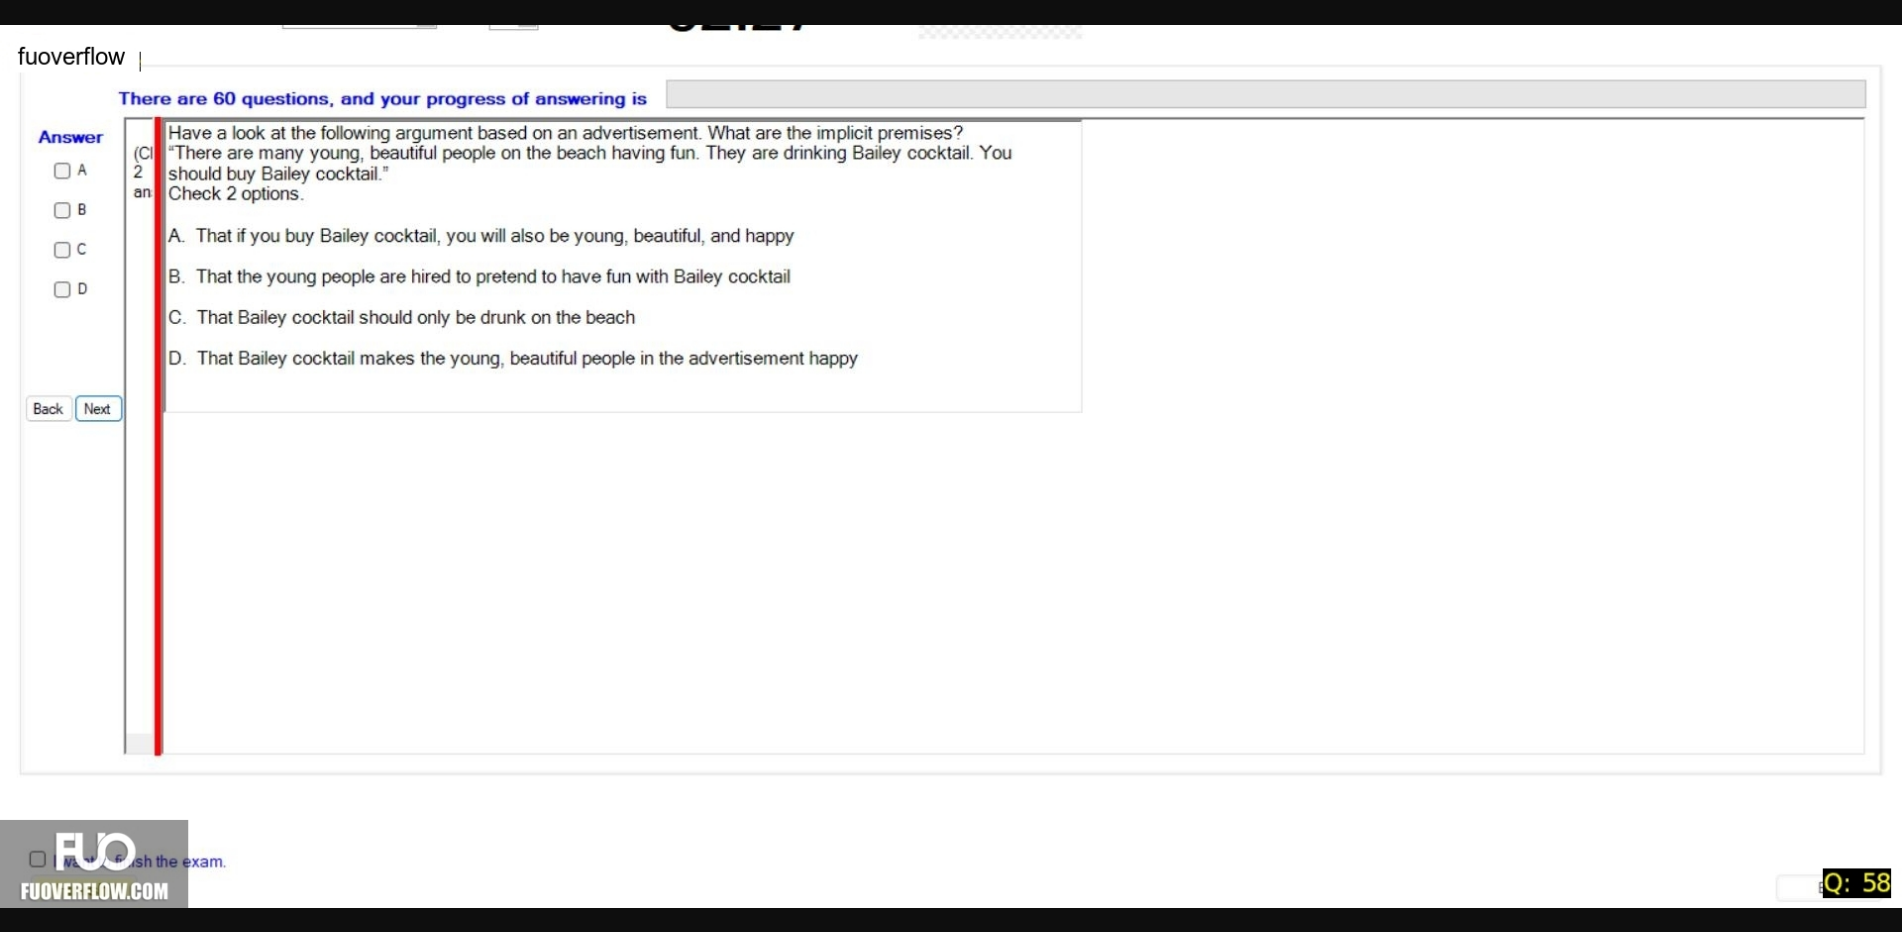 fuoverflow
There are 60 questions, and your progress of answering is
Answer
A
B
C
D
Back Next
2
Have a look at the following argument based on an advertisement. What are the implicit premises?
“There are many young, beautiful people on the beach having fun. They are drinking Bailey cocktail. You
should buy Bailey cocktail.”
Check 2 options.
A. That if you buy Bailey cocktail, you will also be young, beautiful, and happy
B. That the young people are hired to pretend to have fun with Bailey cocktail
C. That Bailey cocktail should only be drunk on the beach
D. That Bailey cocktail makes the young, beautiful people in the advertisement happy
the exam.
FUO
FUOVERFLOW.COM
Q: 58